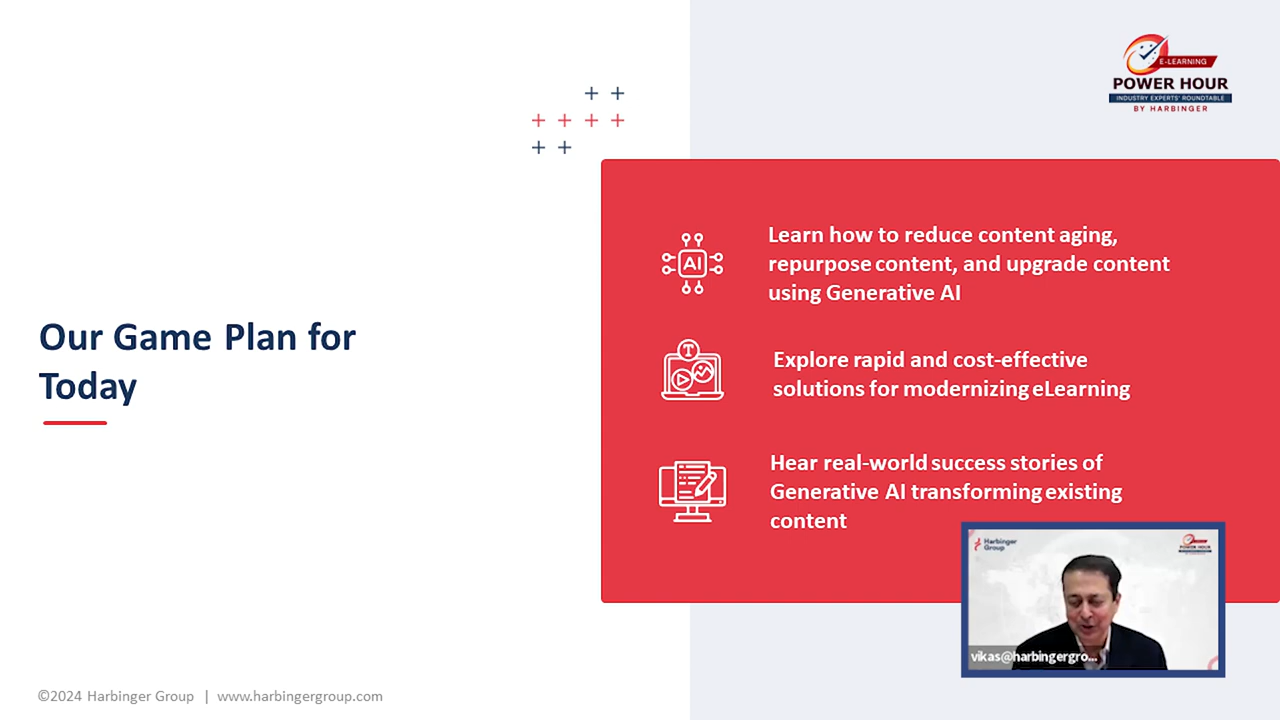 E-LEARNING
POWER HOUR
INDUSTRY EXPERTS' ROUNDTABLE
BY HARBINGER
Our Game Plan for
Today
AI
Learn how to reduce content aging,
repurpose content, and upgrade content
using Generative AI
T
Explore rapid and cost-effective
solutions for modernizing eLearning
Hear real-world success stories of
Generative AI transforming existing
content
Harbinger
Group
POWER HOUR
vikas@harbingergro...
©2024 Harbinger Group | www.harbingergroup.com